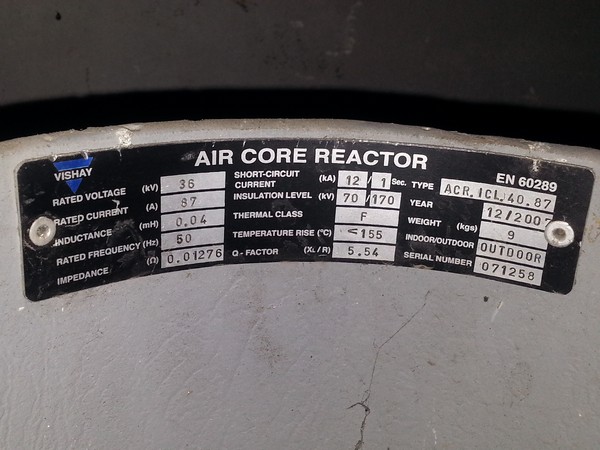 VISHAY
AIR CORE REACTOR
EN 60289
RATED VOLTAGE (kV) 36
RATED CURRENT (A) 87
INDUCTANCE (mH) 0.04
RATED FREQUENCY (Hz) 50
IMPEDANCE (Ω) 0.01276
SHORT-CIRCUIT
CURRENT (kA) 12 / 1 Sec.
INSULATION LEVEL (kV) 70 / 170
THERMAL CLASS F
TEMPERATURE RISE (°C) ≤155
Q - FACTOR (XL / R) 5.54
TYPE ACR.1CL.40.87
YEAR 12/2007
WEIGHT (kgs) 9
INDOOR/OUTDOOR OUTDOOR
SERIAL NUMBER 071258